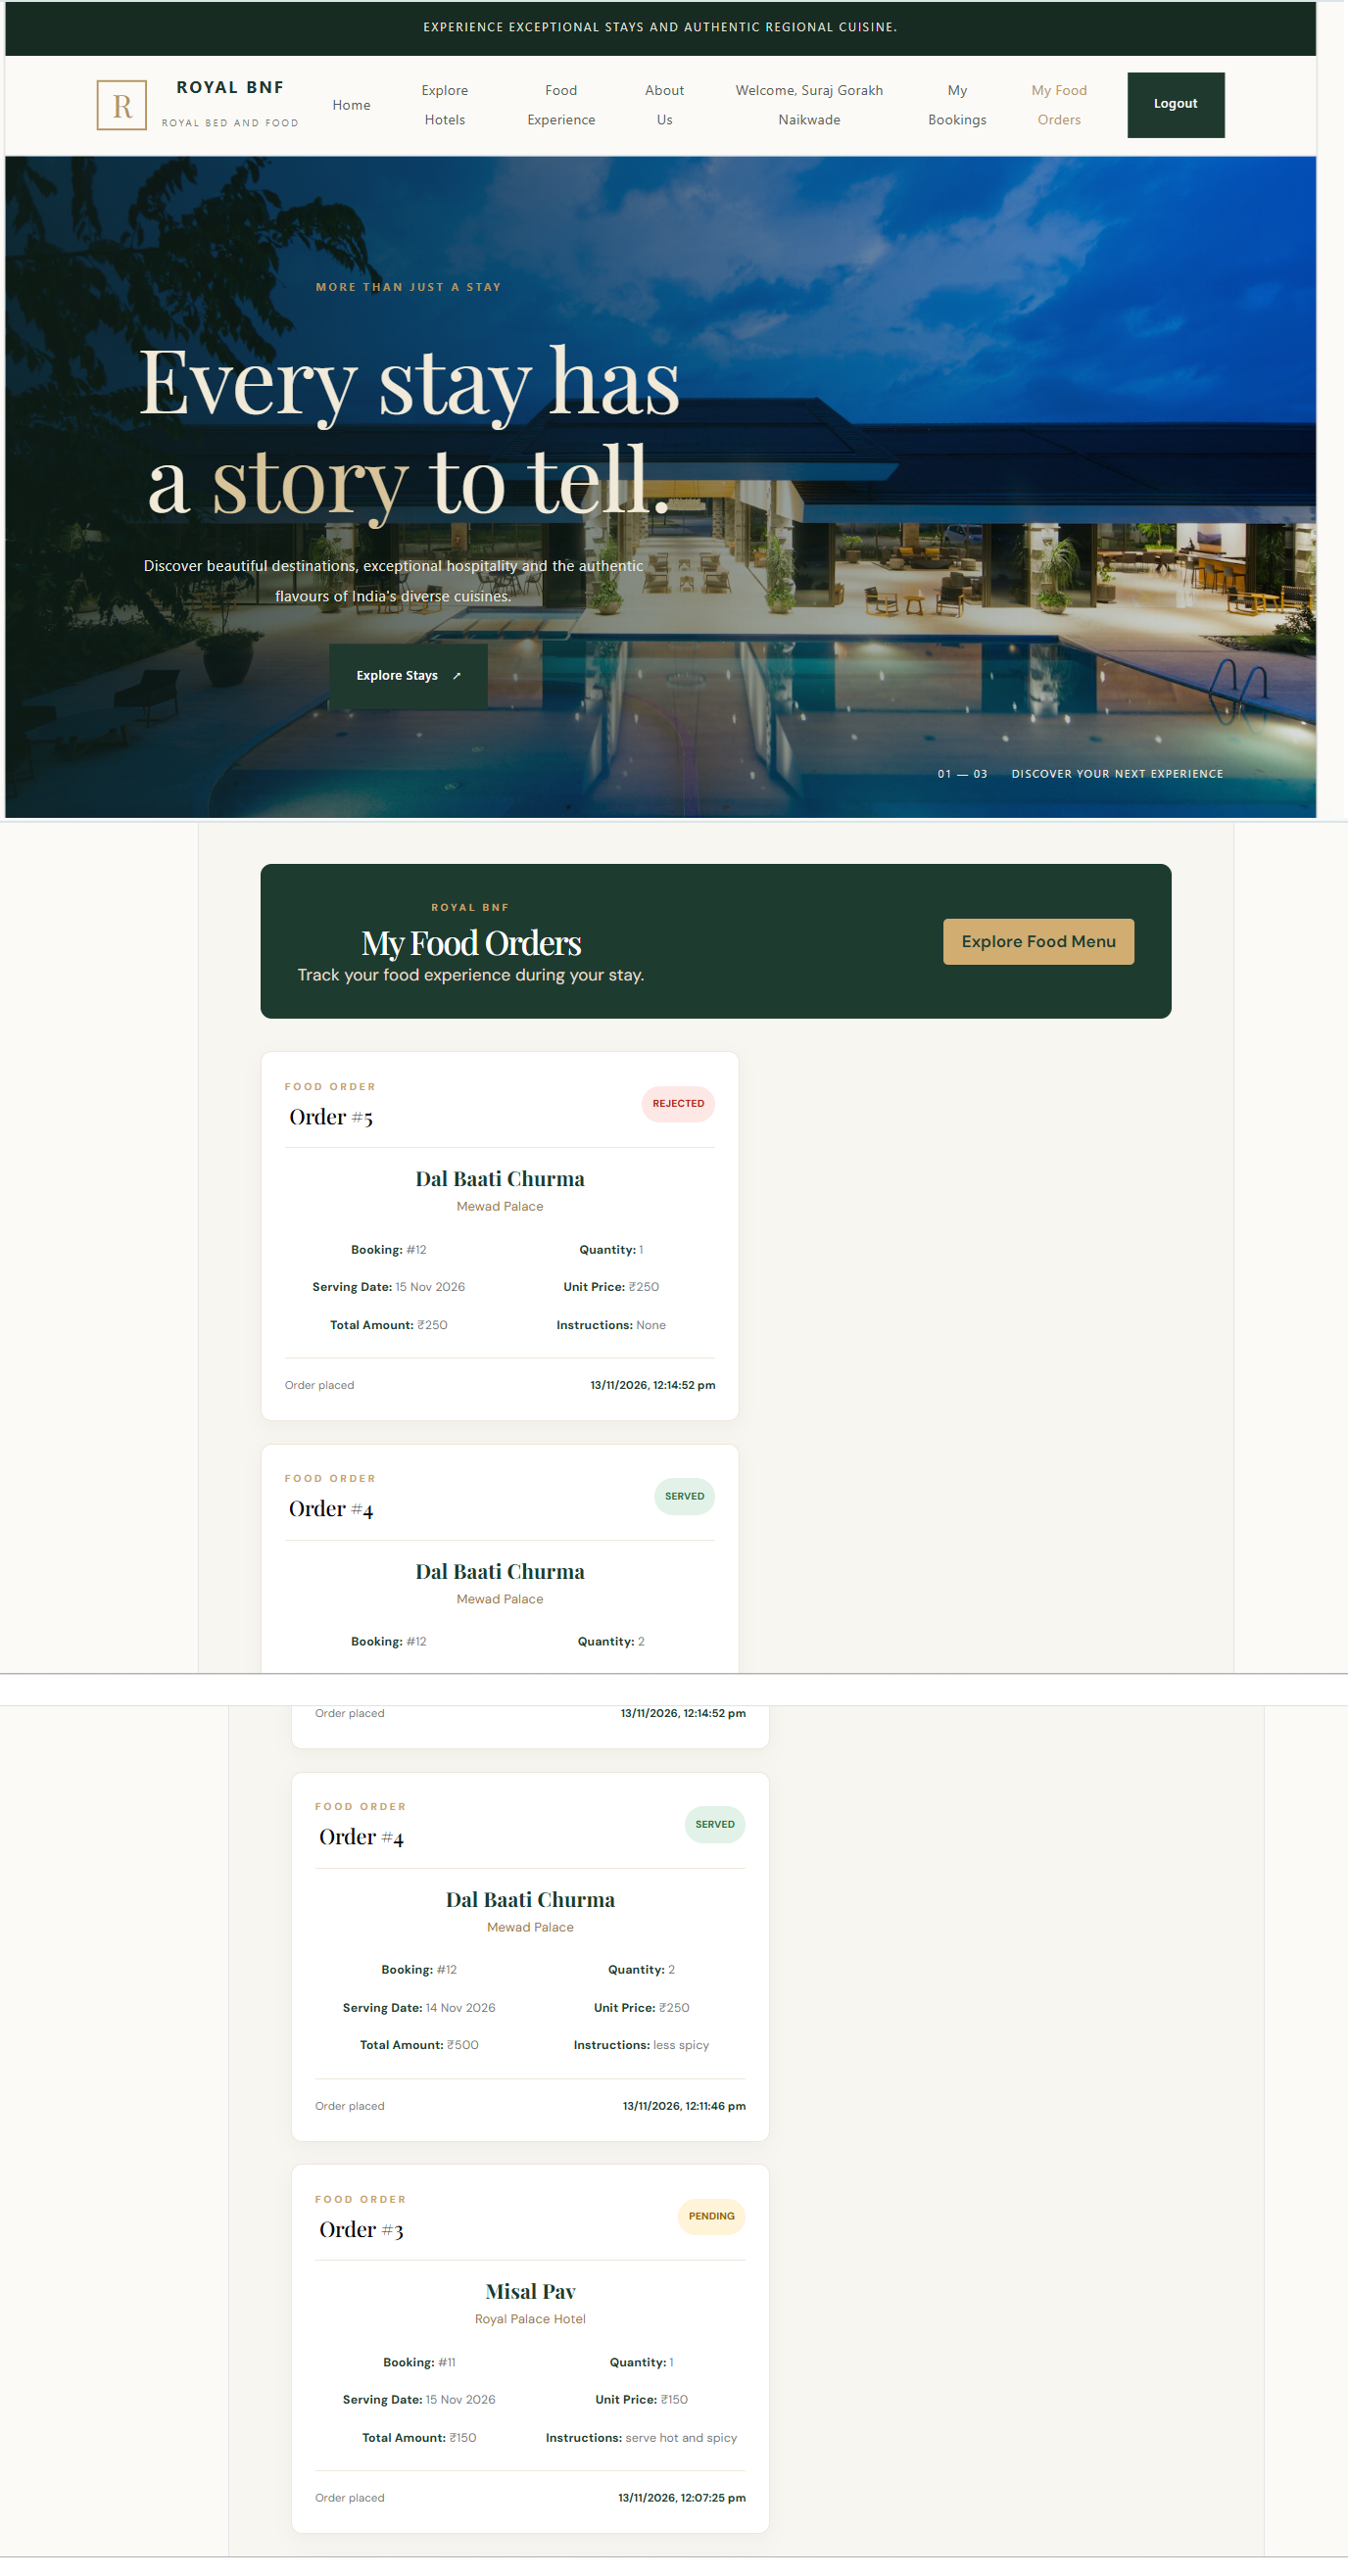 EXPERIENCE EXCEPTIONAL STAYS AND AUTHENTIC REGIONAL CUISINE.
R
ROYAL BNF
ROYAL BED AND FOOD
Home
Explore
Hotels
Food
Experience
About
Us
Welcome, Suraj Gorakh
Naikwade
My
Bookings
My Food
Orders
Logout
MORE THAN JUST A STAY
Every stay has
a story to tell.
Discover beautiful destinations, exceptional hospitality and the authentic
flavours of India's diverse cuisines.
Explore Stays ↗
01 — 03 DISCOVER YOUR NEXT EXPERIENCE
ROYAL BNF
My Food Orders
Track your food experience during your stay.
Explore Food Menu
FOOD ORDER
Order #5
REJECTED
Dal Baati Churma
Mewad Palace
Booking: #12 Quantity: 1
Serving Date: 15 Nov 2026 Unit Price: ₹250
Total Amount: ₹250 Instructions: None
Order placed 13/11/2026, 12:14:52 pm
FOOD ORDER
Order #4
SERVED
Dal Baati Churma
Mewad Palace
Booking: #12 Quantity: 2
Order placed 13/11/2026, 12:14:52 pm
FOOD ORDER
Order #4
SERVED
Dal Baati Churma
Mewad Palace
Booking: #12 Quantity: 2
Serving Date: 14 Nov 2026 Unit Price: ₹250
Total Amount: ₹500 Instructions: less spicy
Order placed 13/11/2026, 12:11:46 pm
FOOD ORDER
Order #3
PENDING
Misal Pav
Royal Palace Hotel
Booking: #11 Quantity: 1
Serving Date: 15 Nov 2026 Unit Price: ₹150
Total Amount: ₹150 Instructions: serve hot and spicy
Order placed 13/11/2026, 12:07:25 pm